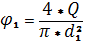 φ₁ = (4 * Q) / (π * d₁²)